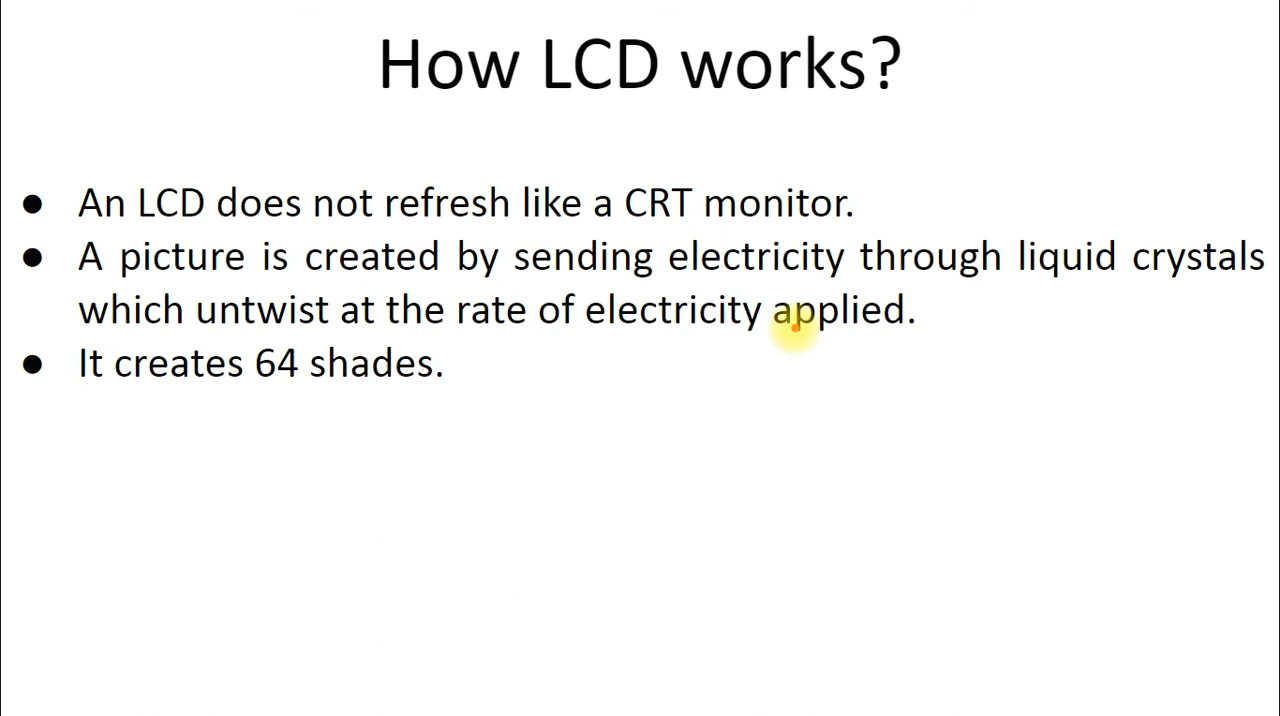 How LCD works?
● An LCD does not refresh like a CRT monitor.
● A picture is created by sending electricity through liquid crystals
which untwist at the rate of electricity applied.
● It creates 64 shades.